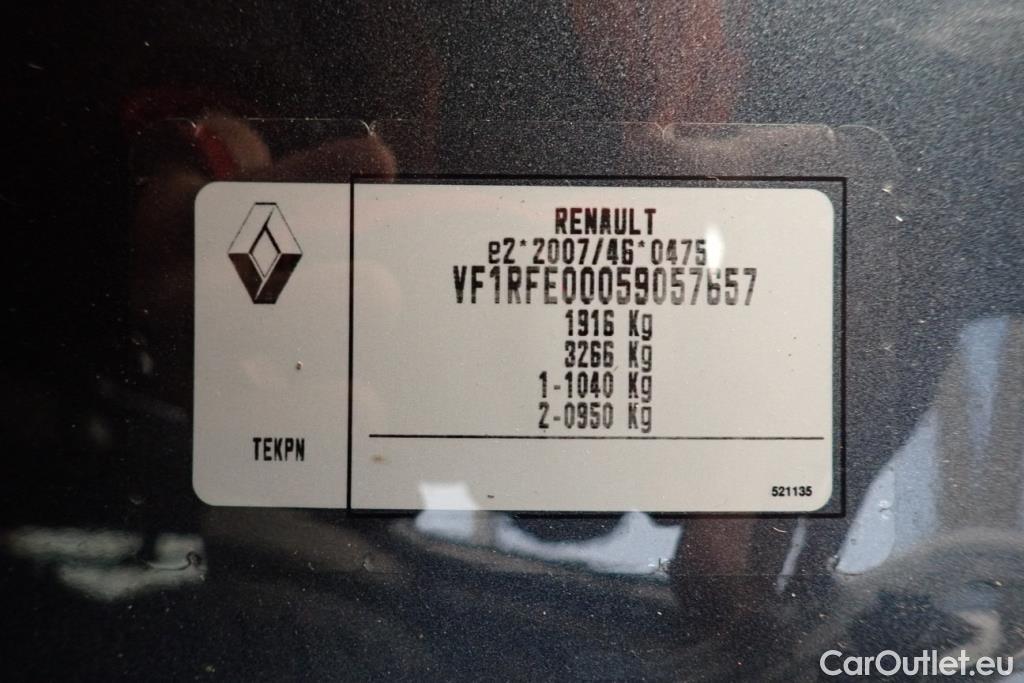 RENAULT
e2*2007/46*0475
VF1RFE00059057657
1916 Kg
3266 Kg
1-1040 Kg
2-0950 Kg
TEKPN
521135
CarOutlet.eu